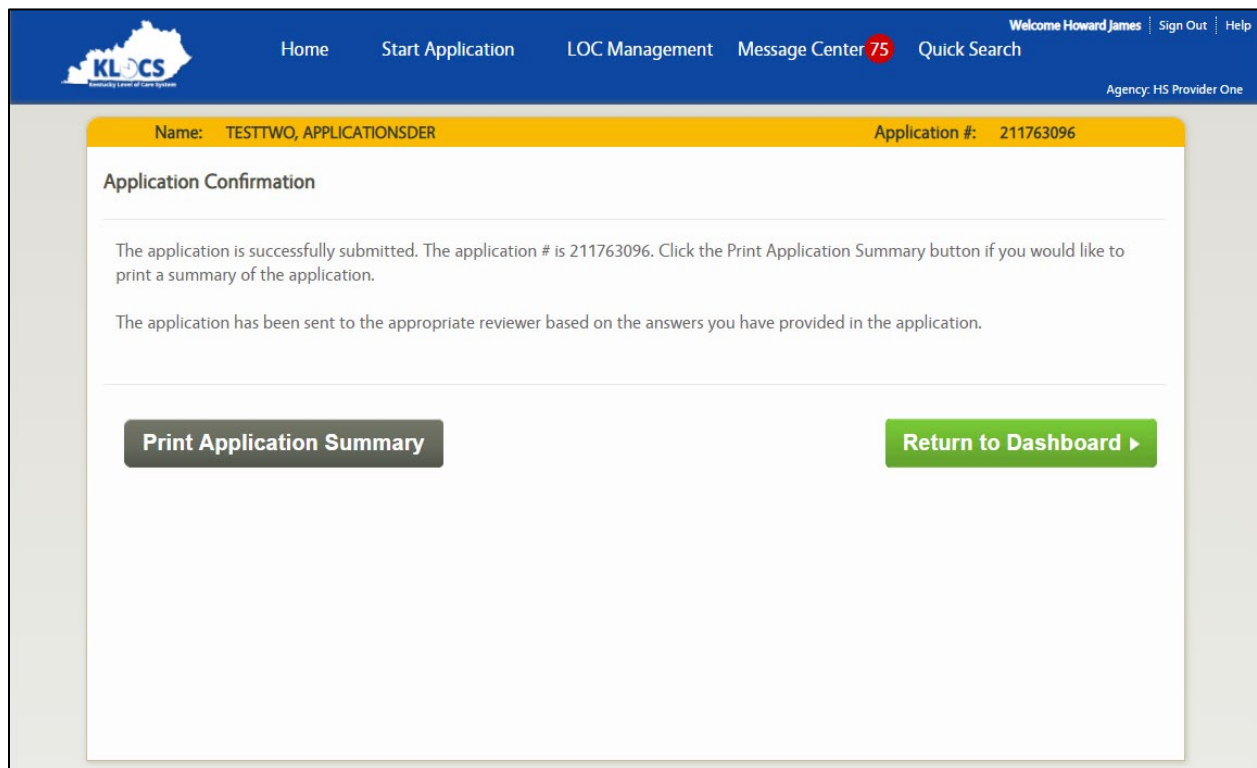 Welcome Howard James Sign Out Help
KLOCS
Kentucky Level of Care System
Home Start Application LOC Management Message Center 75 Quick Search
Agency: HS Provider One
Name: TESTTWO, APPLICATIONSDER Application #: 211763096
Application Confirmation
The application is successfully submitted. The application # is 211763096. Click the Print Application Summary button if you would like to
print a summary of the application.
The application has been sent to the appropriate reviewer based on the answers you have provided in the application.
Print Application Summary Return to Dashboard